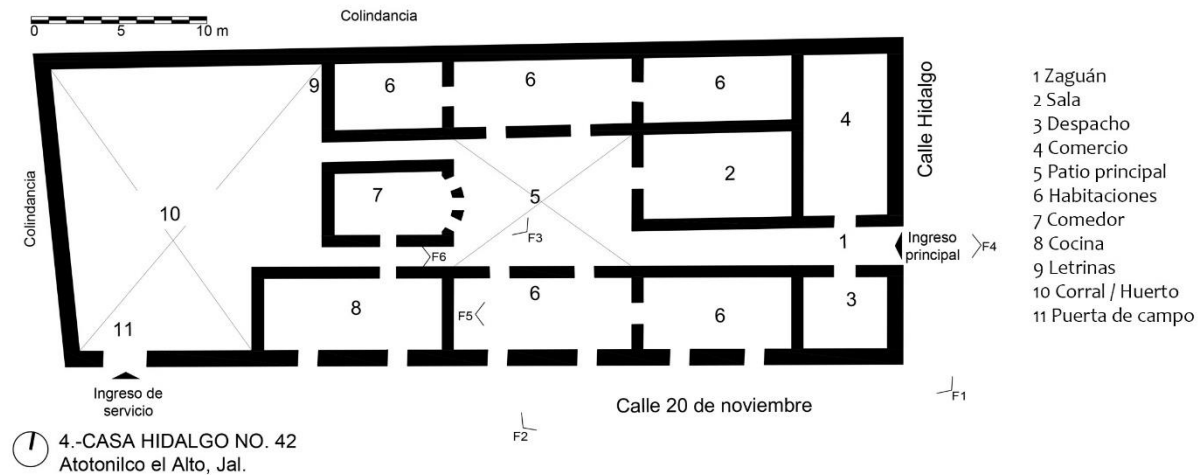 Colindancia
0 5 10 m
9 6 6 6
4
Calle Hidalgo
7 5 2
Colindancia
10
F3
1
Ingreso
principal
F4
F6
8 F5 6 6 3
11
Ingreso de
servicio
Calle 20 de noviembre
F1
F2
4.-CASA HIDALGO NO. 42
Atotonilco el Alto, Jal.
1 Zaguán
2 Sala
3 Despacho
4 Comercio
5 Patio principal
6 Habitaciones
7 Comedor
8 Cocina
9 Letrinas
10 Corral / Huerto
11 Puerta de campo